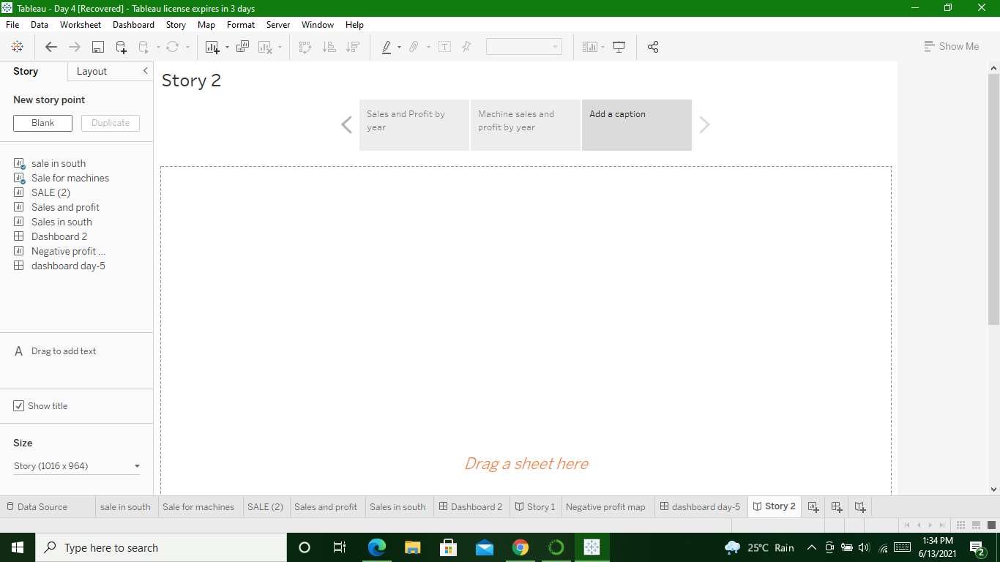 Tableau - Day 4 [Recovered] - Tableau license expires in 3 days
File Data Worksheet Dashboard Story Map Format Server Window Help
Show Me
Story Layout
New story point
Blank Duplicate
sale in south
Sale for machines
SALE (2)
Sales and profit
Sales in south
Dashboard 2
Negative profit ...
dashboard day-5
A Drag to add text
Show title
Size
Story (1016 x 964)
Story 2
Sales and Profit by
year
Machine sales and
profit by year
Add a caption
Drag a sheet here
Data Source sale in south Sale for machines SALE (2) Sales and profit Sales in south Dashboard 2 Story 1 Negative profit map dashboard day-5 Story 2
Type here to search
25°C Rain
1:34 PM
6/13/2021
2